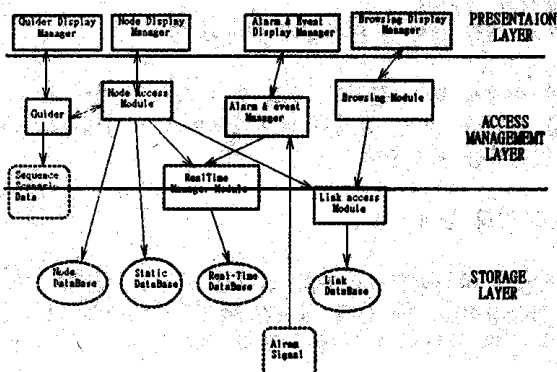 Guider Display
Manager
Node Display
Manager
Alarm & Event
Display Manager
Browsing Display
Manager
PRESENTAION
LAYER
Guider
Node Access
Module
Alarm & event
Manager
Browsing Module
ACCESS
MANAGEMENT
LAYER
Sequence
Scenario
Data
RealTime
Manager Module
Link access
Module
Node
DataBase
Static
DataBase
Real-Time
DataBase
Link
DataBase
STORAGE
LAYER
Alram
Signal